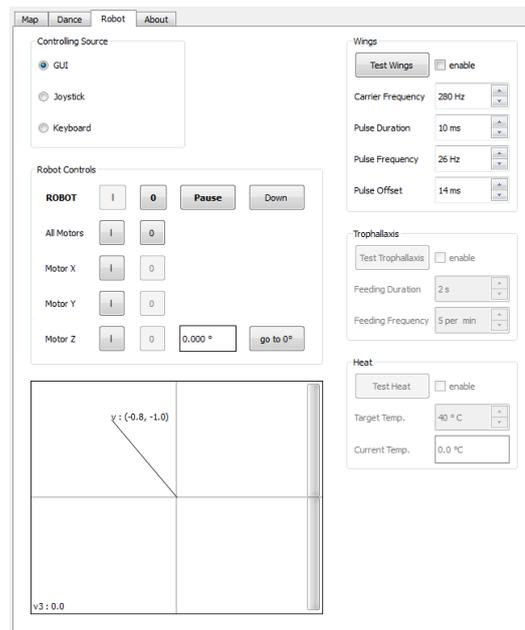 Map Dance Robot About
Controlling Source
GUI
Joystick
Keyboard
Robot Controls
ROBOT I 0 Pause Down
All Motors I 0
Motor X I 0
Motor Y I 0
Motor Z I 0 0.000 ° go to 0°
v : (-0.8, -1.0)
v3 : 0.0
Wings
Test Wings enable
Carrier Frequency 280 Hz
Pulse Duration 10 ms
Pulse Frequency 26 Hz
Pulse Offset 14 ms
Trophallaxis
Test Trophallaxis enable
Feeding Duration 2 s
Feeding Frequency 5 per min
Heat
Test Heat enable
Target Temp. 40 ° C
Current Temp. 0.0 °C